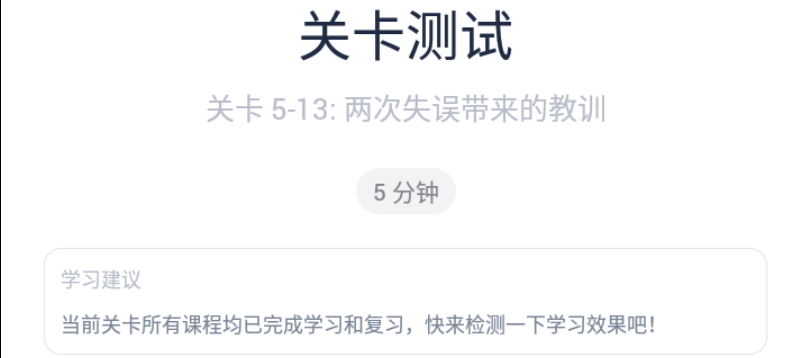 关卡测试
关卡 5-13: 两次失误带来的教训
5 分钟
学习建议
当前关卡所有课程均已完成学习和复习，快来检测一下学习效果吧！